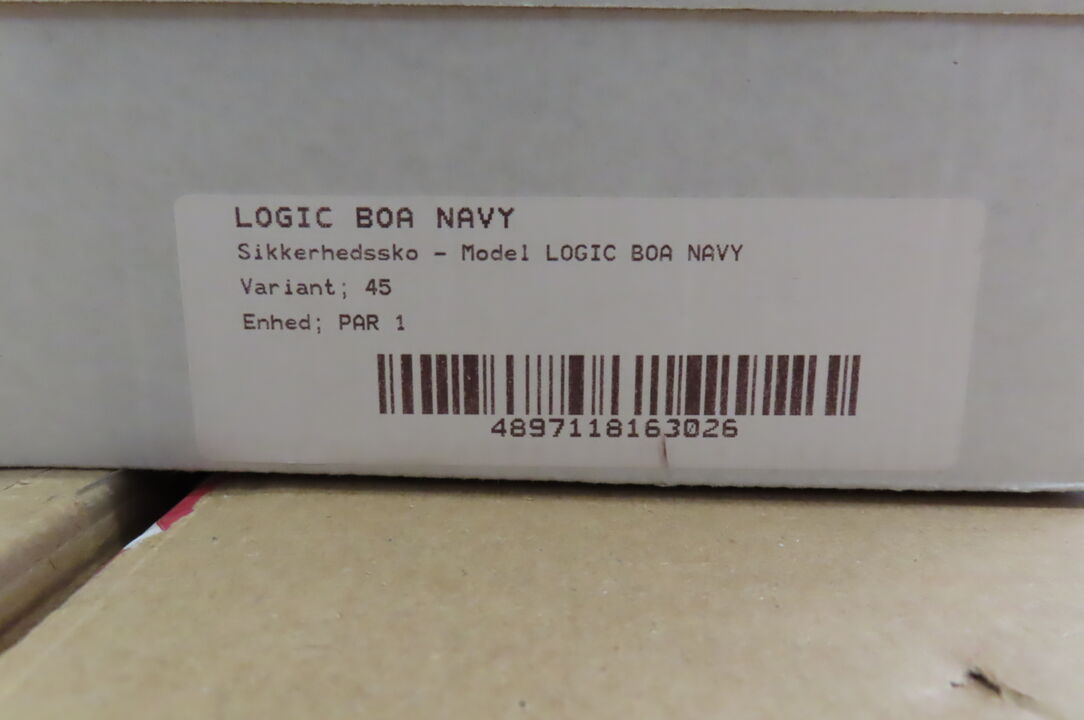 LOGIC BOA NAVY
Sikkerhedssko - Model LOGIC BOA NAVY
Variant; 45
Enhed; PAR 1
4897118163026